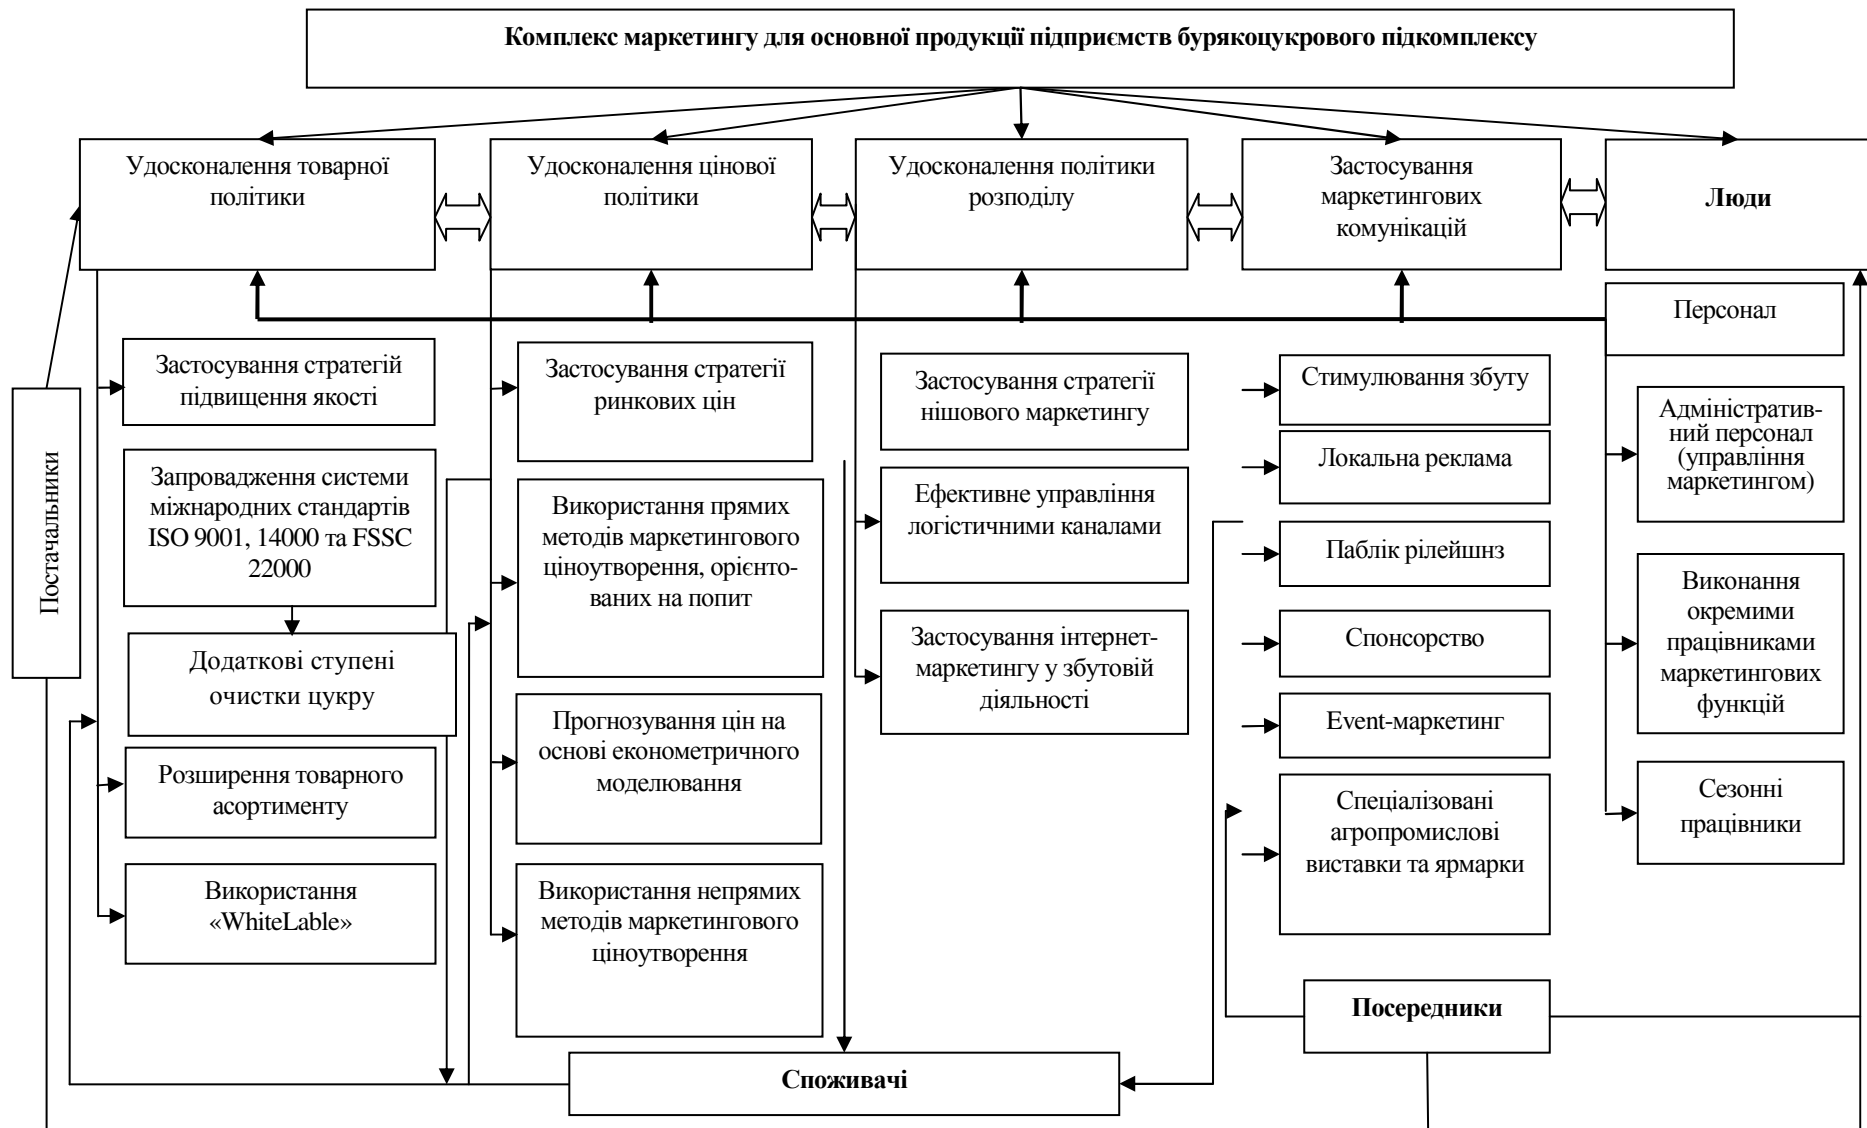 Комплекс маркетингу для основної продукції підприємств бурякоцукрового підкомплексу
Удосконалення товарної
політики
Удосконалення цінової
політики
Удосконалення політики
розподілу
Застосування
маркетингових
комунікацій
Люди
Персонал
Постачальники
Застосування стратегій
підвищення якості
Запровадження системи
міжнародних стандартів
ISO 9001, 14000 та FSSC
22000
Додаткові ступені
очистки цукру
Розширення товарного
асортименту
Використання
«WhiteLable»
Застосування стратегії
ринкових цін
Використання прямих
методів маркетингового
ціноутворення, орієнто-
ваних на попит
Прогнозування цін на
основі економетричного
моделювання
Використання непрямих
методів маркетингового
ціноутворення
Застосування стратегії
нішового маркетингу
Ефективне управління
логістичними каналами
Застосування інтернет-
маркетингу у збутовій
діяльності
Стимулювання збуту
Локальна реклама
Паблік рілейшнз
Спонсорство
Event-маркетинг
Спеціалізовані
агропромислові
виставки та ярмарки
Адміністратив-
ний персонал
(управління
маркетингом)
Виконання
окремими
працівниками
маркетингових
функцій
Сезонні
працівники
Посередники
Споживачі